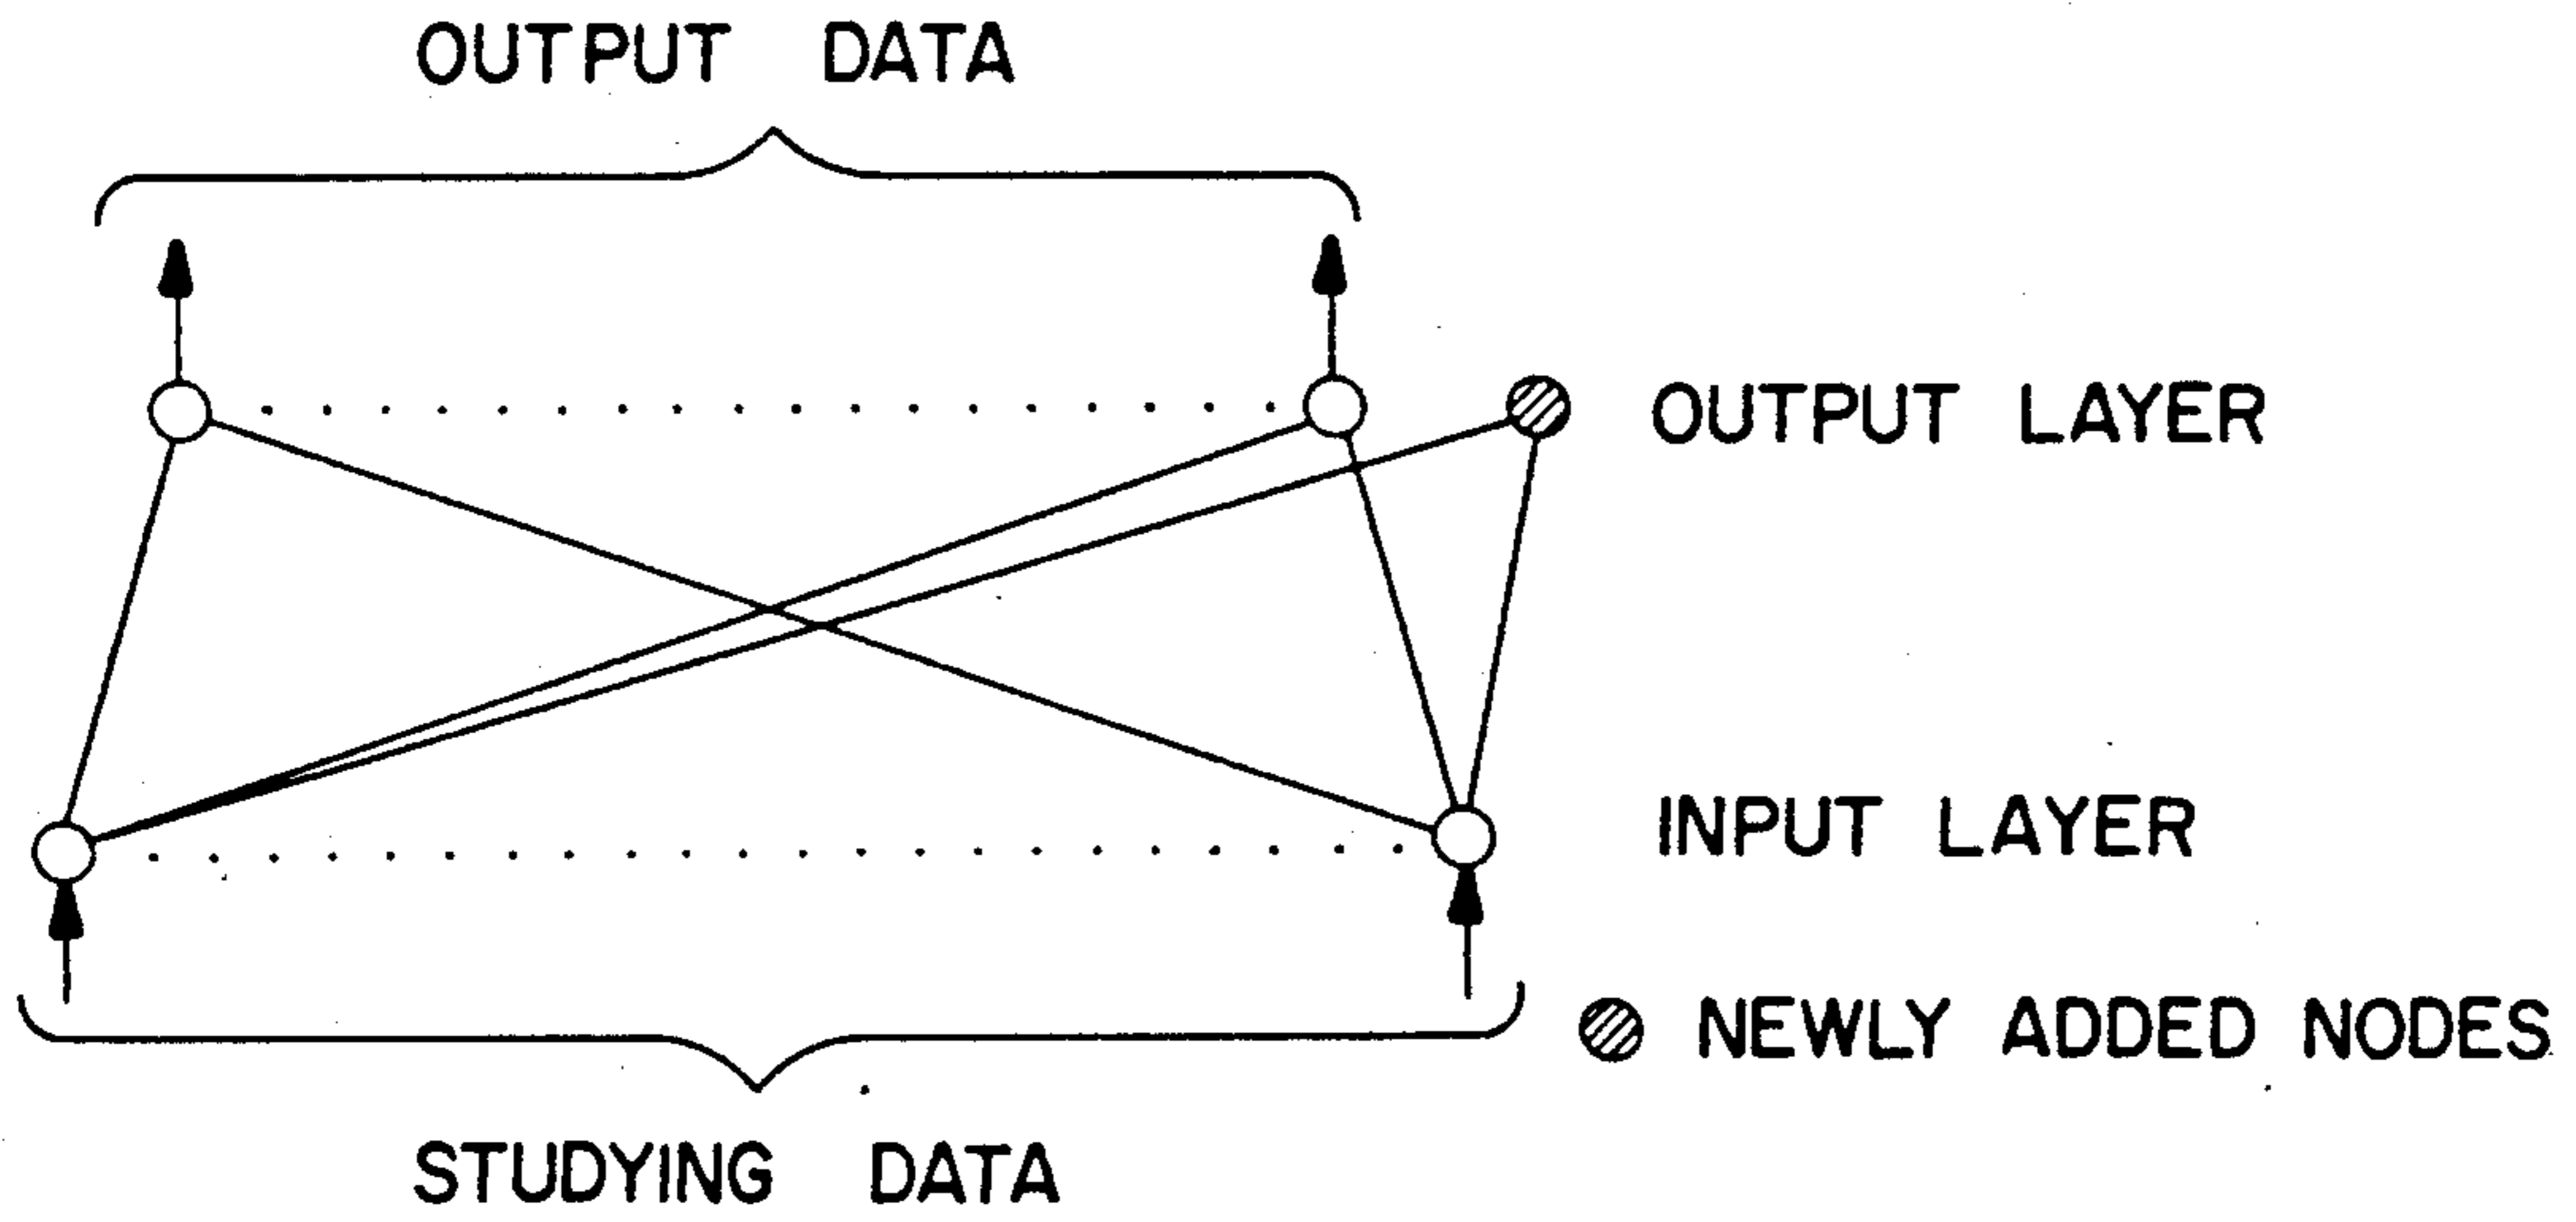 OUTPUT DATA
OUTPUT LAYER
INPUT LAYER
NEWLY ADDED NODES
STUDYING DATA